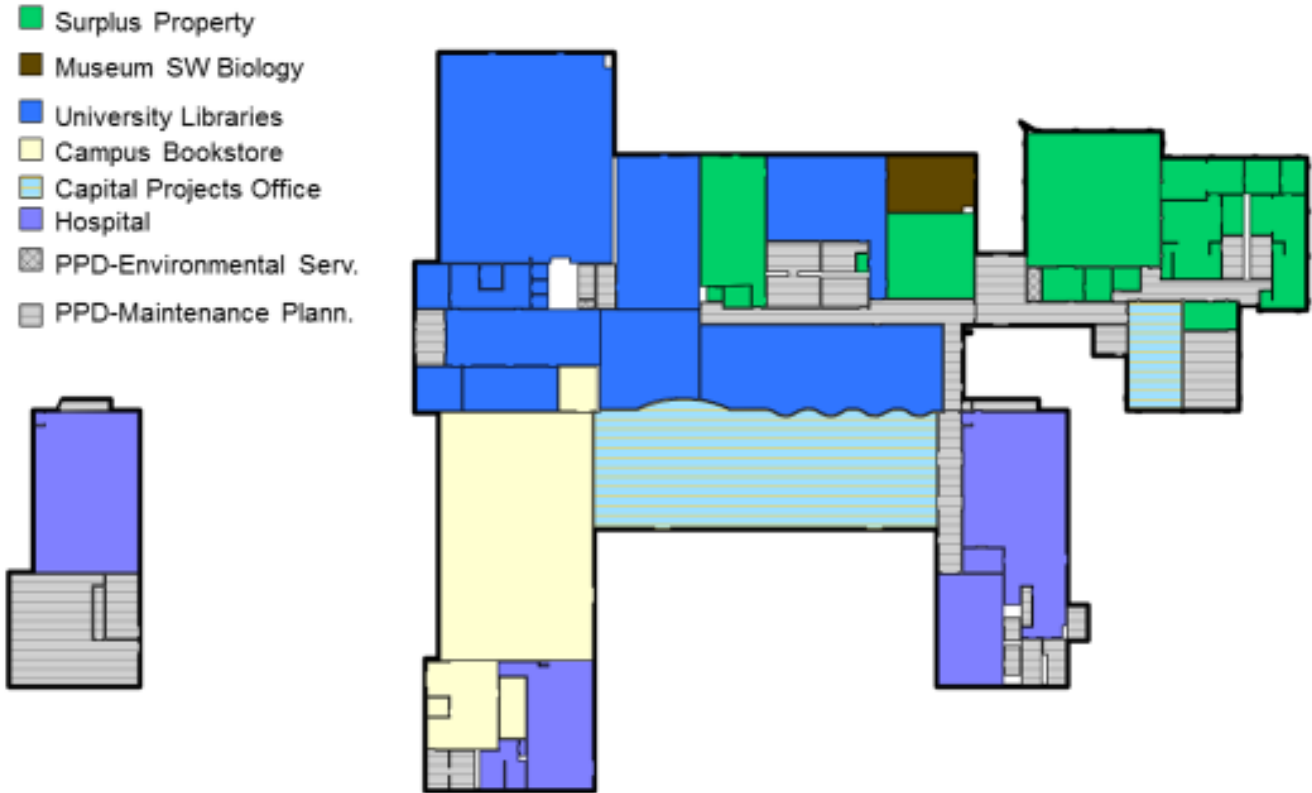 Surplus Property
Museum SW Biology
University Libraries
Campus Bookstore
Capital Projects Office
Hospital
PPD-Environmental Serv.
PPD-Maintenance Plann.